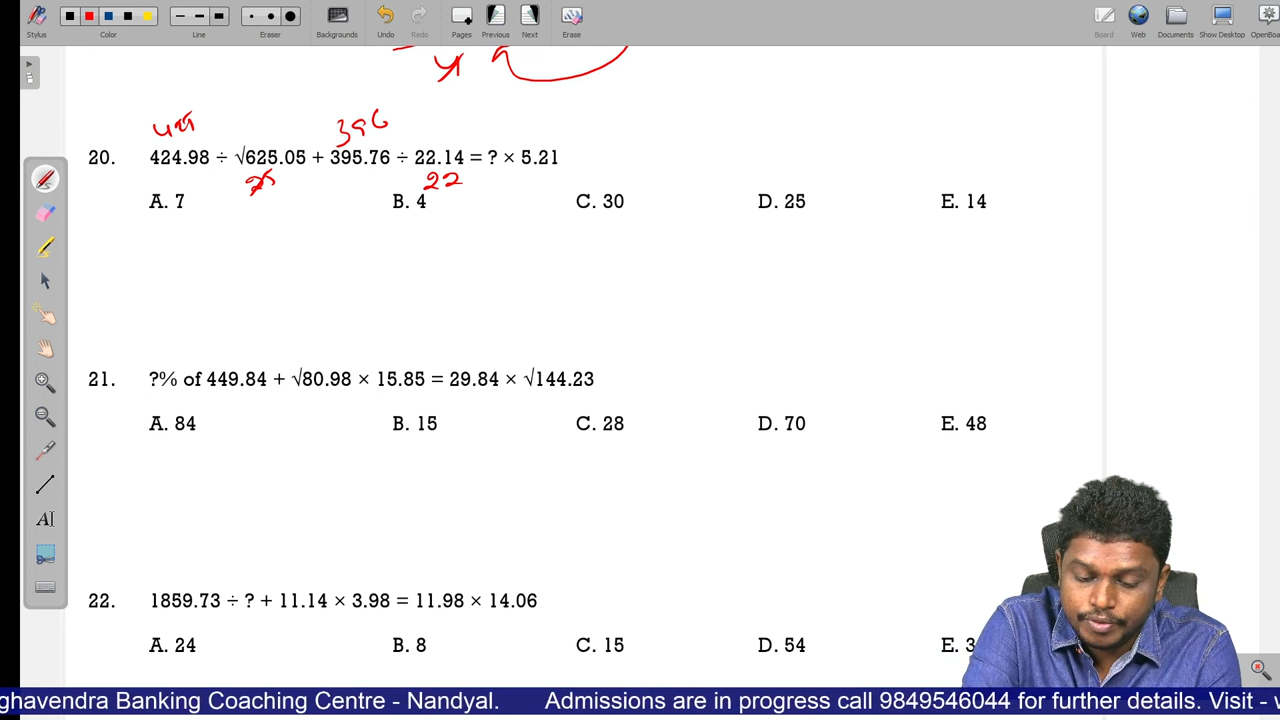 Stylus
Color
Line
Eraser
Backgrounds
Undo
Redo
Pages
Previous
Next
Erase
Board
Web
Documents
Show Desktop
OpenBoa
396
20. 424.98 ÷ √625.05 + 395.76 ÷ 22.14 = ? × 5.21
25 22
A. 7 B. 4 C. 30 D. 25 E. 14
21. ?% of 449.84 + √80.98 × 15.85 = 29.84 × √144.23
A. 84 B. 15 C. 28 D. 70 E. 48
22. 1859.73 ÷ ? + 11.14 × 3.98 = 11.98 × 14.06
A. 24 B. 8 C. 15 D. 54 E. 3
ghavendra Banking Coaching Centre - Nandyal. Admissions are in progress call 9849546044 for further details. Visit -